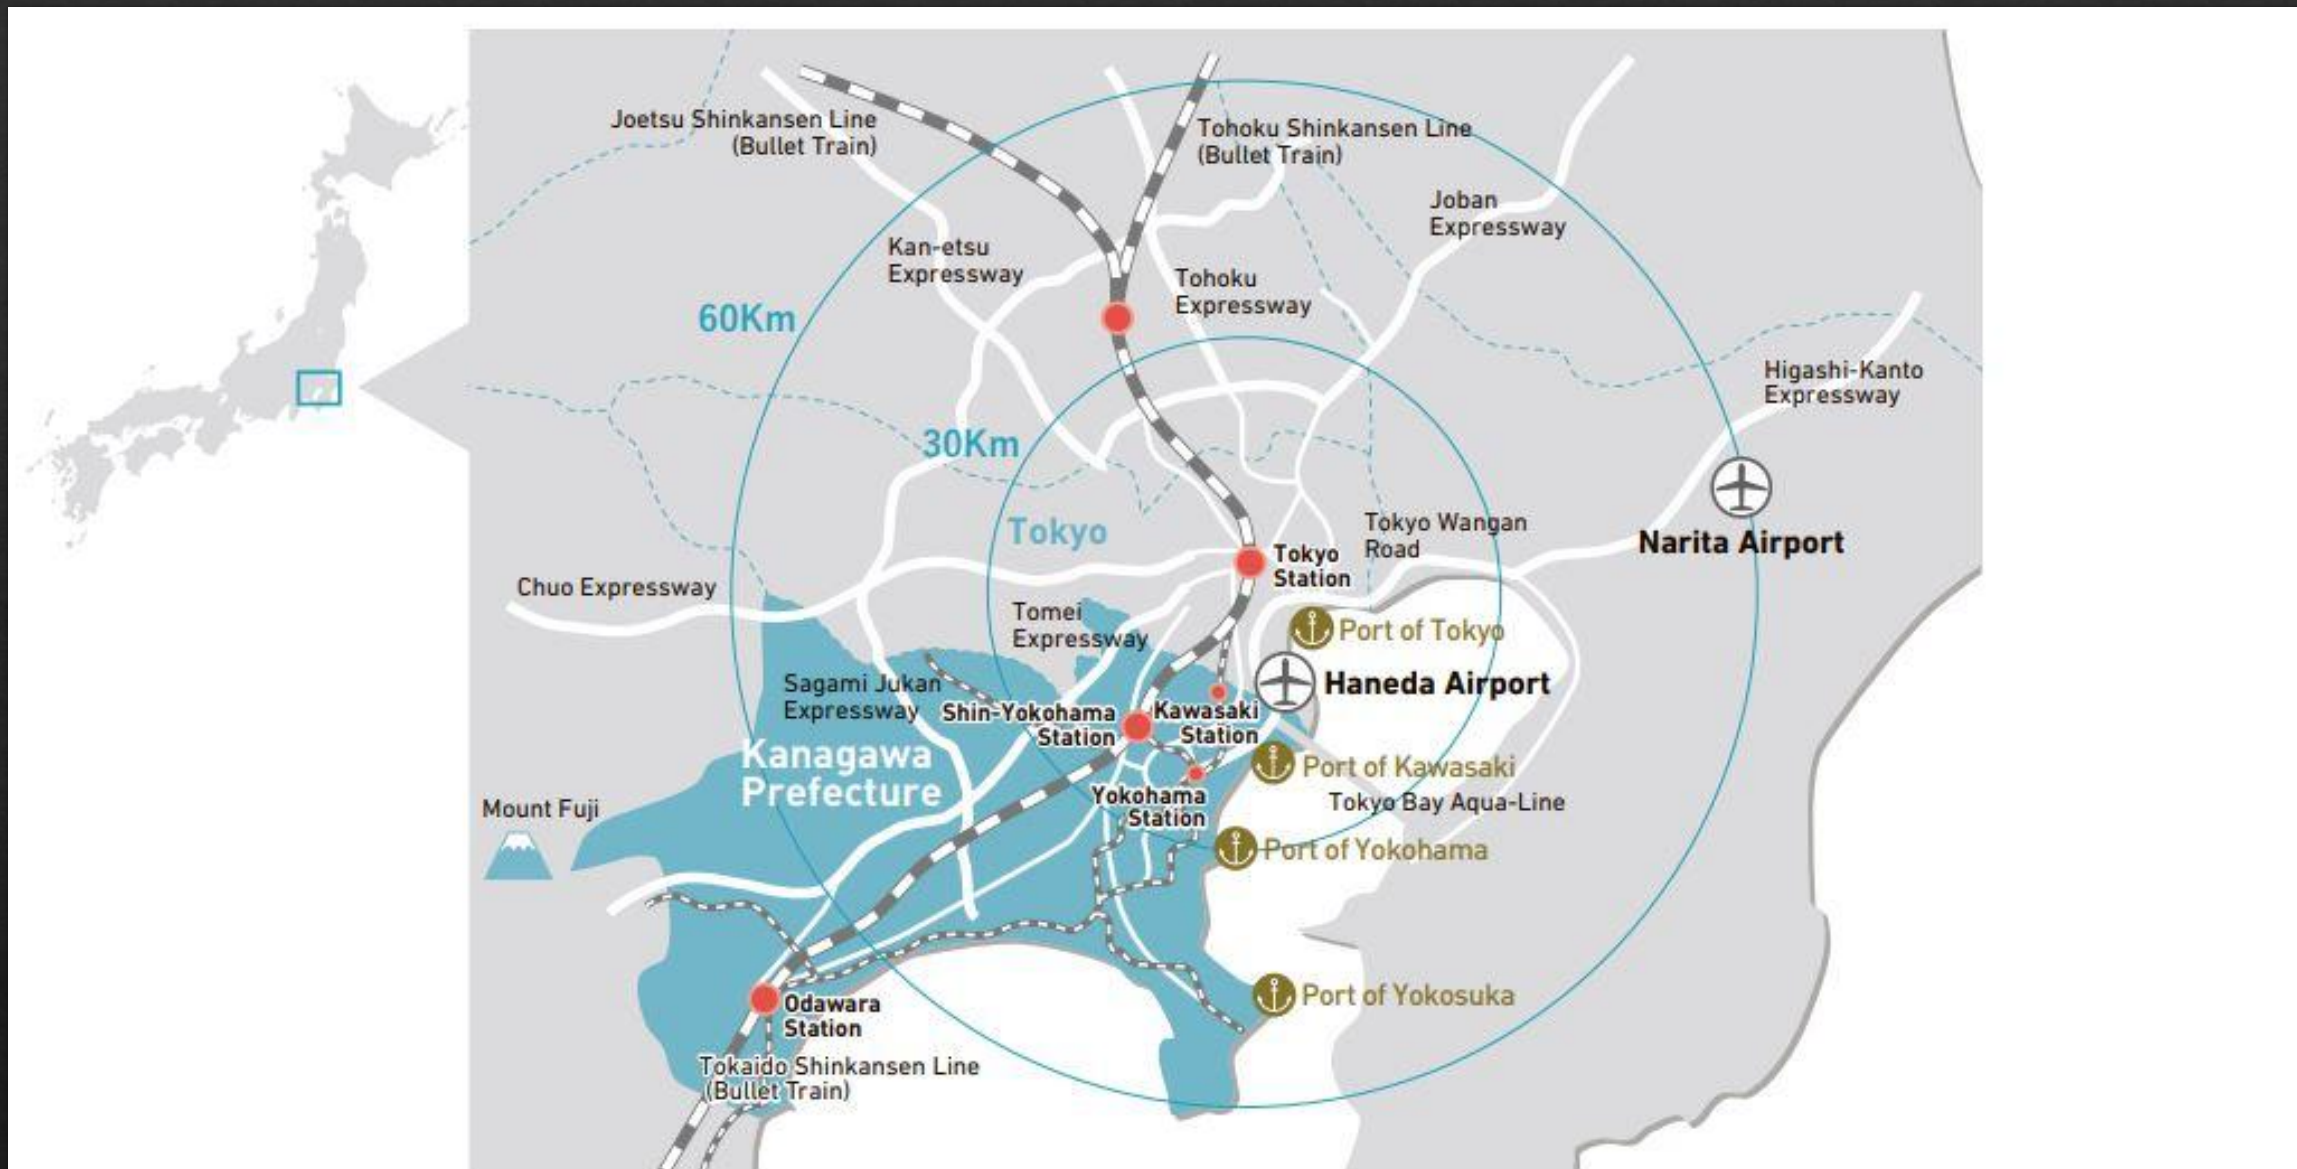 Joetsu Shinkansen Line
(Bullet Train)
Tohoku Shinkansen Line
(Bullet Train)
Joban
Expressway
Kan-etsu
Expressway
Tohoku
Expressway
60Km
Higashi-Kanto
Expressway
30Km
Tokyo
Tokyo Wangan
Road
Narita Airport
Tokyo
Station
Chuo Expressway
Tomei
Expressway
Port of Tokyo
Haneda Airport
Sagami Jukan
Expressway
Shin-Yokohama
Station
Kawasaki
Station
Kanagawa
Prefecture
Port of Kawasaki
Tokyo Bay Aqua-Line
Mount Fuji
Yokohama
Station
Port of Yokohama
Port of Yokosuka
Odawara
Station
Tokaido Shinkansen Line
(Bullet Train)